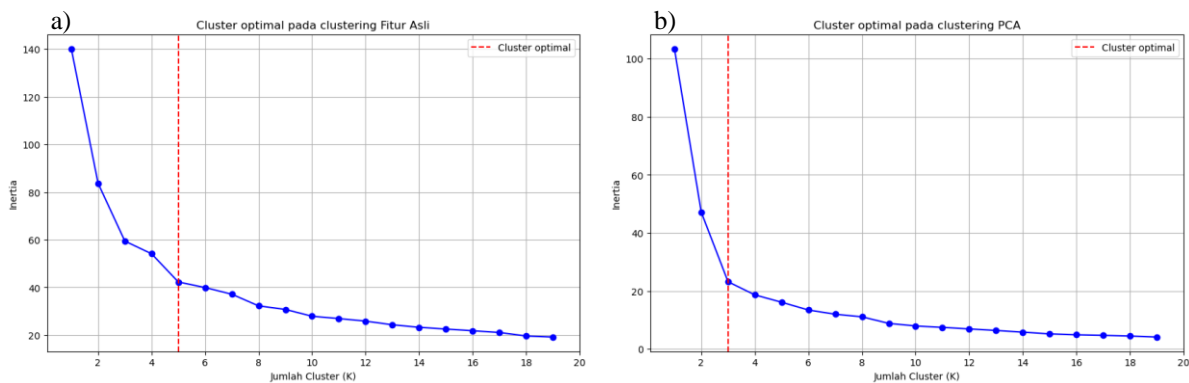 a)
Cluster optimal pada clustering Fitur Asli
Cluster optimal
140
120
100
80
60
40
20
Inertia
2 4 6 8 10 12 14 16 18 20
Jumlah Cluster (K)
b)
Cluster optimal pada clustering PCA
Cluster optimal
100
80
60
40
20
0
Inertia
2 4 6 8 10 12 14 16 18 20
Jumlah Cluster (K)